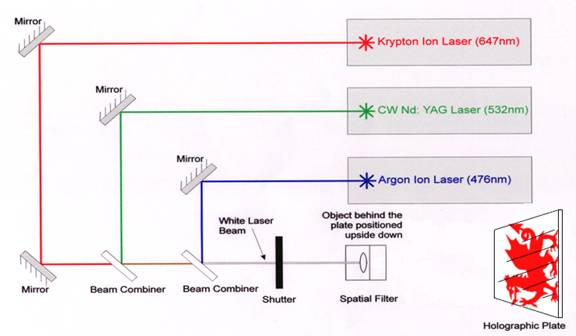 Mirror
Krypton Ion Laser (647nm)
Mirror
CW Nd: YAG Laser (532nm)
Mirror
Argon Ion Laser (476nm)
Object behind the
plate positioned
upside down
White Laser
Beam
Mirror
Beam Combiner
Beam Combiner
Shutter
Spatial Filter
Holographic Plate